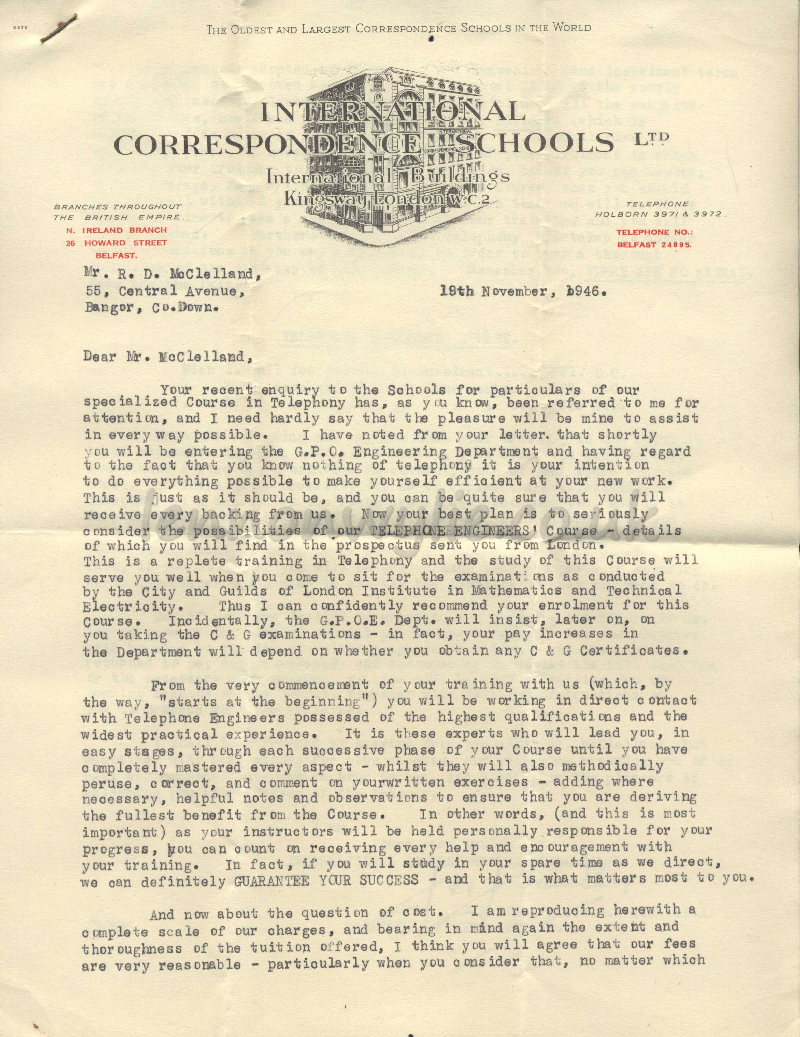 THE OLDEST AND LARGEST CORRESPONDENCE SCHOOLS IN THE WORLD
INTERNATIONAL
CORRESPONDENCE SCHOOLS LTD
International Buildings
Kingsway London W.C.2
BRANCHES THROUGHOUT
THE BRITISH EMPIRE.
N. IRELAND BRANCH
26 HOWARD STREET
BELFAST.
TELEPHONE:
HOLBORN 3971 & 3972.
TELEPHONE NO.:
BELFAST 24895.
Mr. R. D. McClelland,
55, Central Avenue,
Bangor, Co.Down.
18th November, 1946.
Dear Mr. McClelland,
Your recent enquiry to the Schools for particulars of our
specialized Course in Telephony has, as you know, been referred to me for
attention, and I need hardly say that the pleasure will be mine to assist
in every way possible. I have noted from your letter. that shortly
you will be entering the G.P.O. Engineering Department and having regard
to the fact that you know nothing of telephony it is your intention
to do everything possible to make yourself efficient at your new work.
This is just as it should be, and you can be quite sure that you will
receive every backing from us. Now your best plan is to seriously
consider the possibilities of our TELEPHONE ENGINEERS' Course - details
of which you will find in the prospectus sent you from London.
This is a replete training in Telephony and the study of this Course will
serve you well when you come to sit for the examinations as conducted
by the City and Guilds of London Institute in Mathematics and Technical
Electricity. Thus I can confidently recommend your enrolment for this
Course. Incidentally, the G.P.O.E. Dept. will insist, later on, on
you taking the C & G examinations - in fact, your pay increases in
the Department will depend on whether you obtain any C & G Certificates.
From the very commencement of your training with us (which, by
the way, "starts at the beginning") you will be working in direct contact
with Telephone Engineers possessed of the highest qualifications and the
widest practical experience. It is these experts who will lead you, in
easy stages, through each successive phase of your Course until you have
completely mastered every aspect - whilst they will also methodically
peruse, correct, and comment on yourwritten exercises - adding where
necessary, helpful notes and observations to ensure that you are deriving
the fullest benefit from the Course. In other words, (and this is most
important) as your instructors will be held personally responsible for your
progress, you can count on receiving every help and encouragement with
your training. In fact, if you will study in your spare time as we direct,
we can definitely GUARANTEE YOUR SUCCESS - and that is what matters most to you.
And now about the question of cost. I am reproducing herewith a
complete scale of our charges, and bearing in mind again the extent and
thoroughness of the tuition offered, I think you will agree that our fees
are very reasonable - particularly when you consider that, no matter which